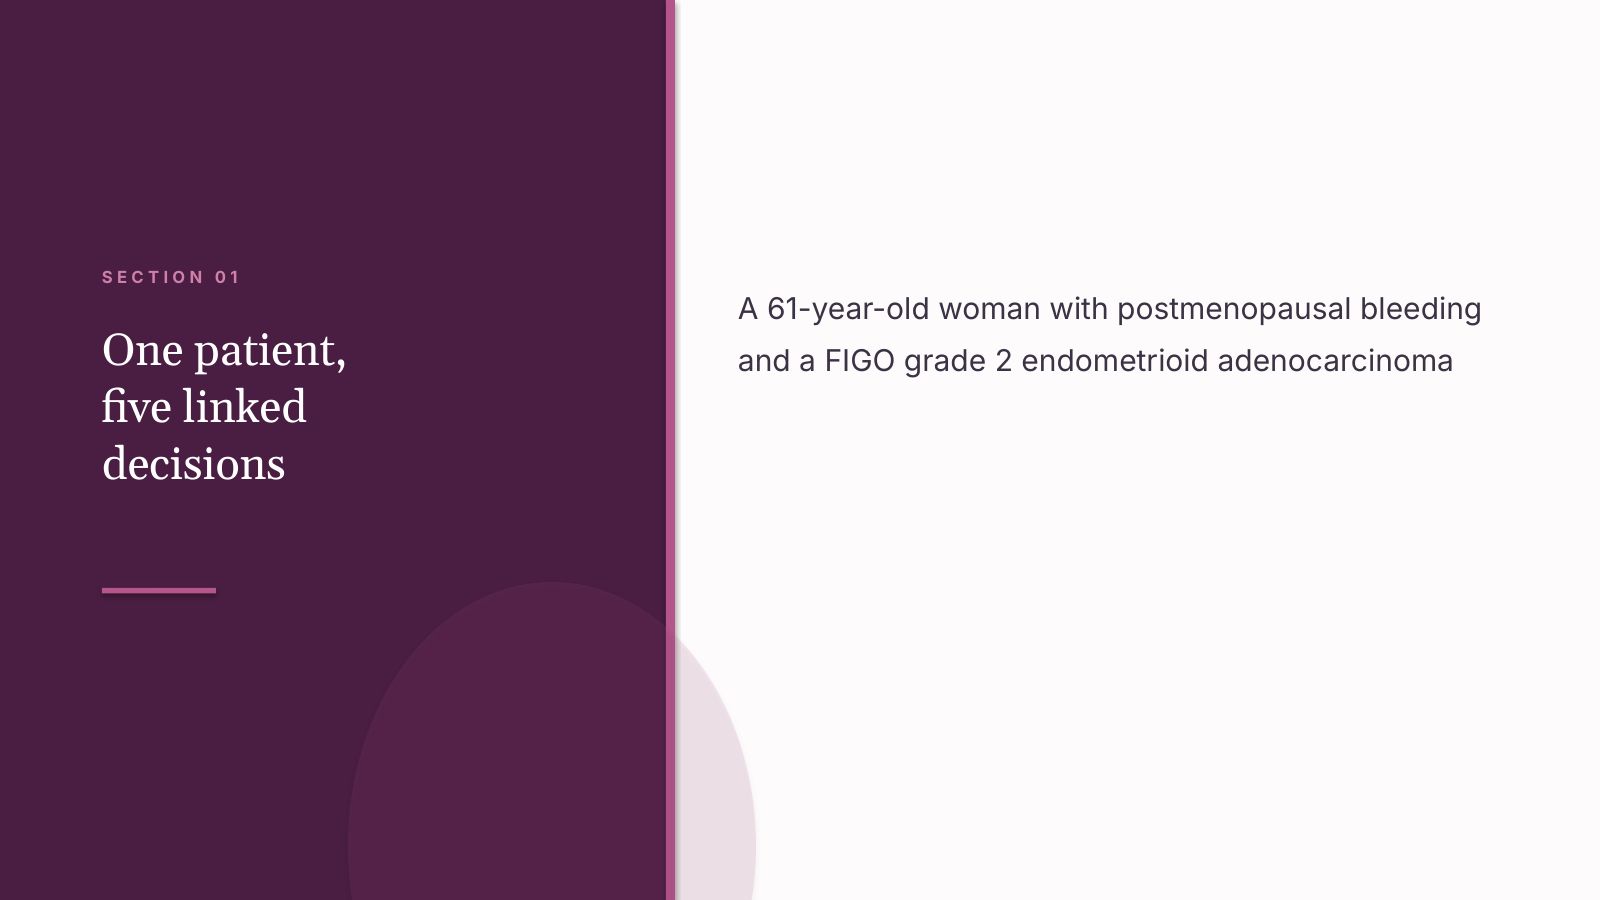 SECTION 01
One patient,
five linked
decisions
A 61-year-old woman with postmenopausal bleeding
and a FIGO grade 2 endometrioid adenocarcinoma